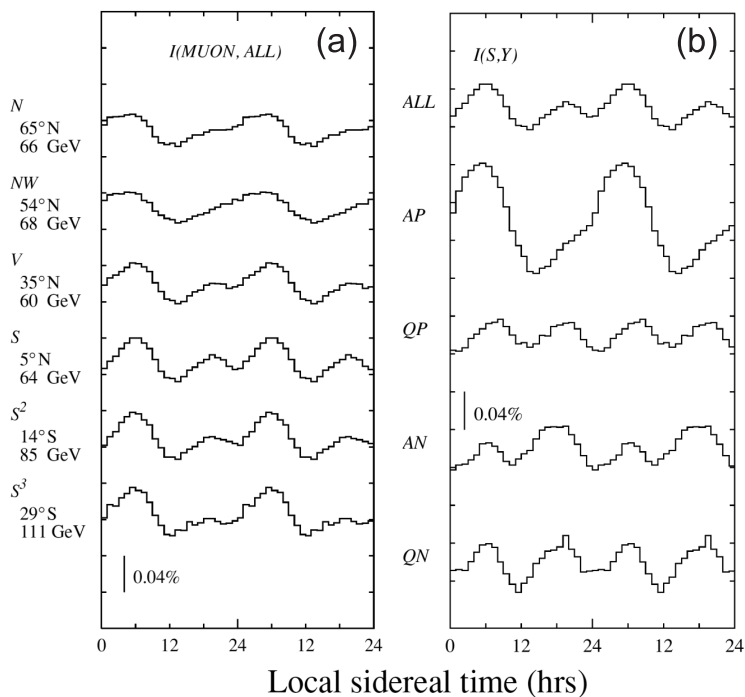 (a)
I(MUON, ALL)
N
65°N
66 GeV
NW
54°N
68 GeV
V
35°N
60 GeV
S
5°N
64 GeV
S²
14°S
85 GeV
S³
29°S
111 GeV
0.04%
0 12 24 12 24
(b)
I(S,Y)
ALL
AP
QP
0.04%
AN
QN
0 12 24 12 24
Local sidereal time (hrs)